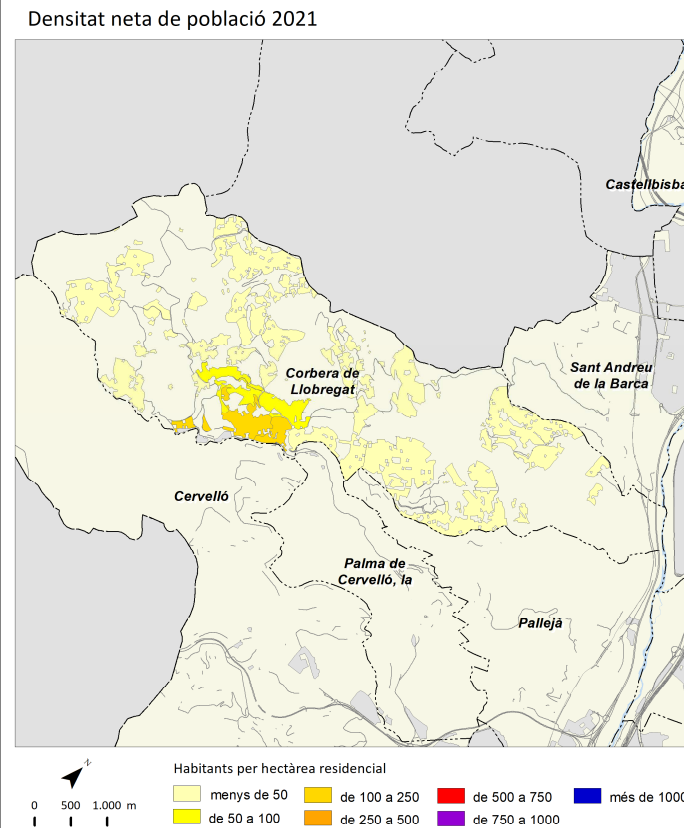 Densitat neta de població 2021
Castellbisba
Sant Andreu
de la Barca
Corbera de
Llobregat
Cervelló
Palma de
Cervelló, la
Pallejà
N
Habitants per hectàrea residencial
menys de 50
de 100 a 250
de 500 a 750
més de 1000
de 50 a 100
de 250 a 500
de 750 a 1000
0 500 1.000 m